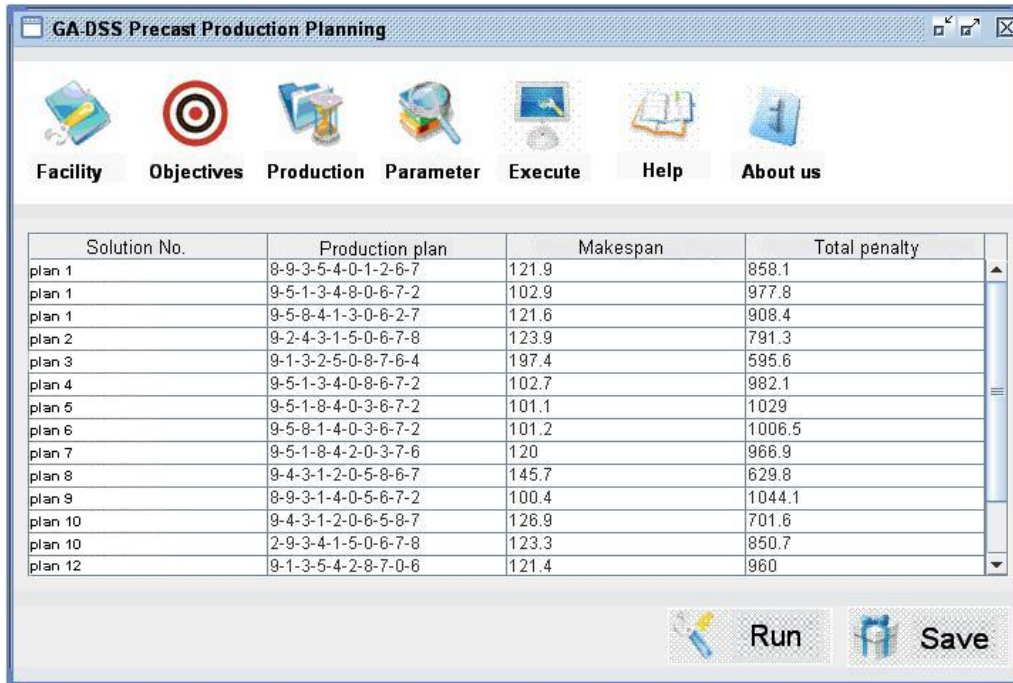 GA-DSS Precast Production Planning
Facility Objectives Production Parameter Execute Help About us
Solution No. Production plan Makespan Total penalty
plan 1 8-9-3-5-4-0-1-2-6-7 121.9 858.1
plan 1 9-5-1-3-4-8-0-6-7-2 102.9 977.8
plan 1 9-5-8-4-1-3-0-6-2-7 121.6 908.4
plan 2 9-2-4-3-1-5-0-6-7-8 123.9 791.3
plan 3 9-1-3-2-5-0-8-7-6-4 197.4 595.6
plan 4 9-5-1-3-4-0-8-6-7-2 102.7 982.1
plan 5 9-5-1-8-4-0-3-6-7-2 101.1 1029
plan 6 9-5-8-1-4-0-3-6-7-2 101.2 1006.5
plan 7 9-5-1-8-4-2-0-3-7-6 120 966.9
plan 8 9-4-3-1-2-0-5-8-6-7 145.7 629.8
plan 9 8-9-3-1-4-0-5-6-7-2 100.4 1044.1
plan 10 9-4-3-1-2-0-6-5-8-7 126.9 701.6
plan 10 2-9-3-4-1-5-0-6-7-8 123.3 850.7
plan 12 9-1-3-5-4-2-8-7-0-6 121.4 960
Run Save